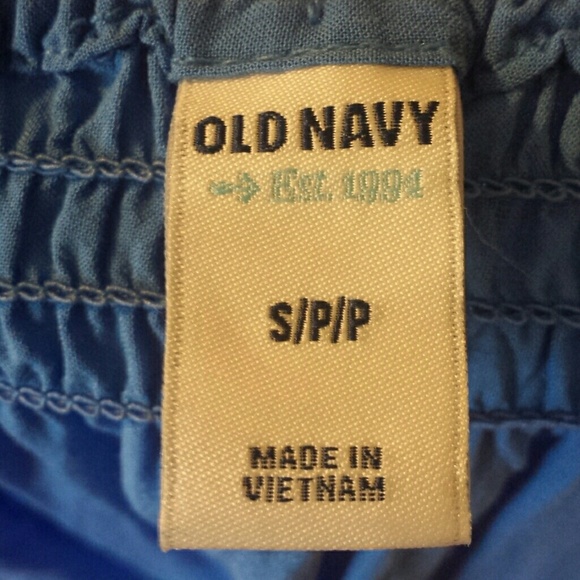 OLD NAVY
Est. 1994
S/P/P
MADE IN
VIETNAM